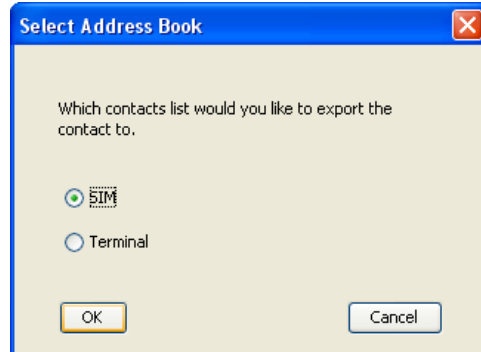 Select Address Book
Which contacts list would you like to export the
contact to.
SIM
Terminal
OK
Cancel